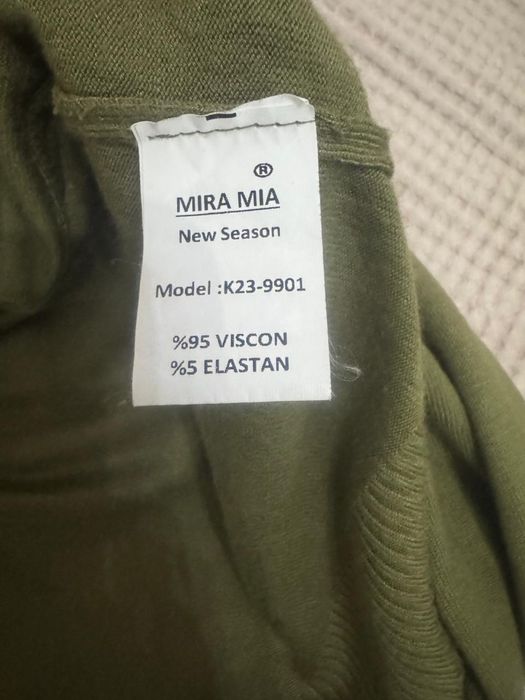 ®
MIRA MIA
New Season
Model :K23-9901
%95 VISCON
%5 ELASTAN